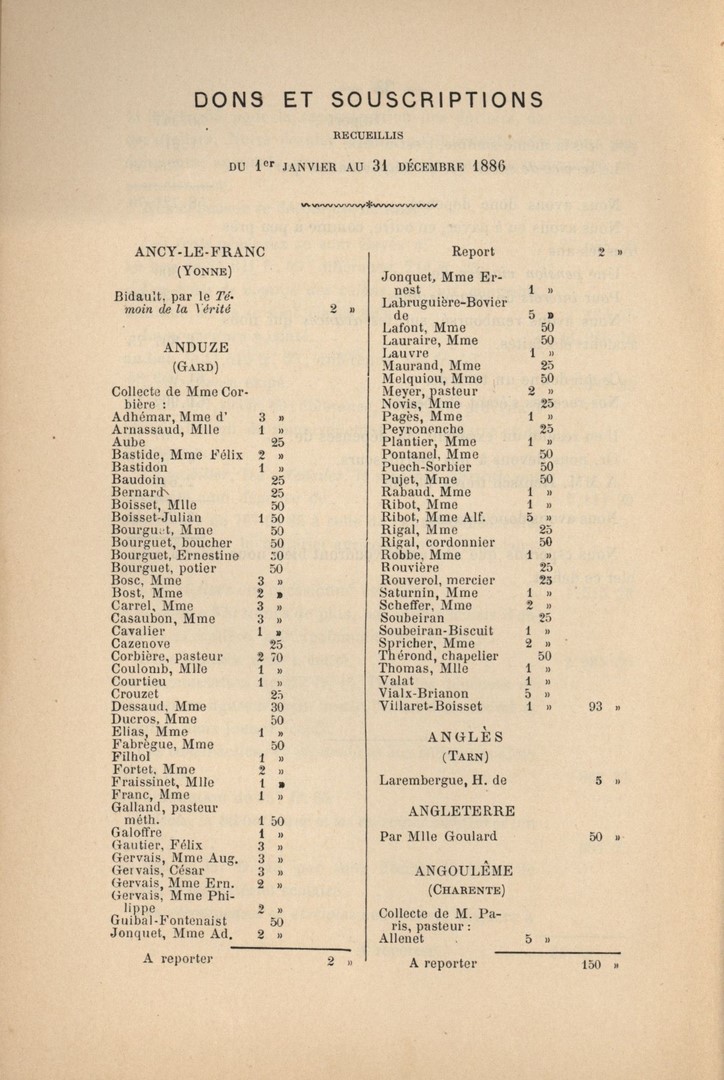 DONS ET SOUSCRIPTIONS
RECUEILLIS
DU 1er JANVIER AU 31 DÉCEMBRE 1886
ANCY-LE-FRANC
(YONNE)
Bidault, par le Té-
moin de la Vérité 2 »
ANDUZE
(GARD)
Collecte de Mme Cor-
bière :
Adhémar, Mme d' 3 »
Arnassaud, Mlle 1 »
Aube 25
Bastide, Mme Félix 2 »
Bastidon 1 »
Baudoin 25
Bernard 25
Boisset, Mlle 50
Boisset-Julian 1 50
Bourguet, Mme 50
Bourguet, boucher 50
Bourguet, Ernestine 50
Bourguet, potier 50
Bosc, Mme 3 »
Bost, Mme 2 »
Carrel, Mme 3 »
Casaubon, Mme 3 »
Cavalier 1 »
Cazenove 25
Corbière, pasteur 2 70
Coulomb, Mlle 1 »
Courtieu 1 »
Crouzet 25
Dessaud, Mme 30
Ducros, Mme 50
Elias, Mme 1 »
Fabrègue, Mme 50
Filhol 1 »
Fortet, Mme 2 »
Fraissinet, Mlle 1 »
Franc, Mme 1 »
Galland, pasteur
méth. 1 50
Galoffre 1 »
Gautier, Félix 3 »
Gervais, Mme Aug. 3 »
Gervais, César 3 »
Gervais, Mme Ern. 2 »
Gervais, Mme Phi-
lippe 2 »
Guibal-Fontenaist 50
Jonquet, Mme Ad. 2 »
A reporter 2 »
Report 2 »
Jonquet, Mme Er-
nest 1 »
Labruguière-Bovier
de 5 »
Lafont, Mme 50
Lauraire, Mme 50
Lauvre 1 »
Maurand, Mme 25
Melquiou, Mme 50
Meyer, pasteur 2 »
Novis, Mme 25
Pagès, Mme 1 »
Peyronenche 25
Plantier, Mme 1 »
Pontanel, Mme 50
Puech-Sorbier 50
Pujet, Mme 50
Rabaud, Mme 1 »
Ribot, Mme 1 »
Ribot, Mme Alf. 5 »
Rigal, Mme 25
Rigal, cordonnier 50
Robbe, Mme 1 »
Rouvière 25
Rouverol, mercier 25
Saturnin, Mme 1 »
Scheffer, Mme 2 »
Soubeiran 25
Soubeiran-Biscuit 1 »
Spricher, Mme 2 »
Thérond, chapelier 50
Thomas, Mlle 1 »
Valat 1 »
Vialx-Brianon 5 »
Villaret-Boisset 1 » 93 »
ANGLÈS
(TARN)
Larembergue, H. de 5 »
ANGLETERRE
Par Mlle Goulard 50 »
ANGOULÊME
(CHARENTE)
Collecte de M. Pa-
ris, pasteur :
Allenet 5 »
A reporter 150 »